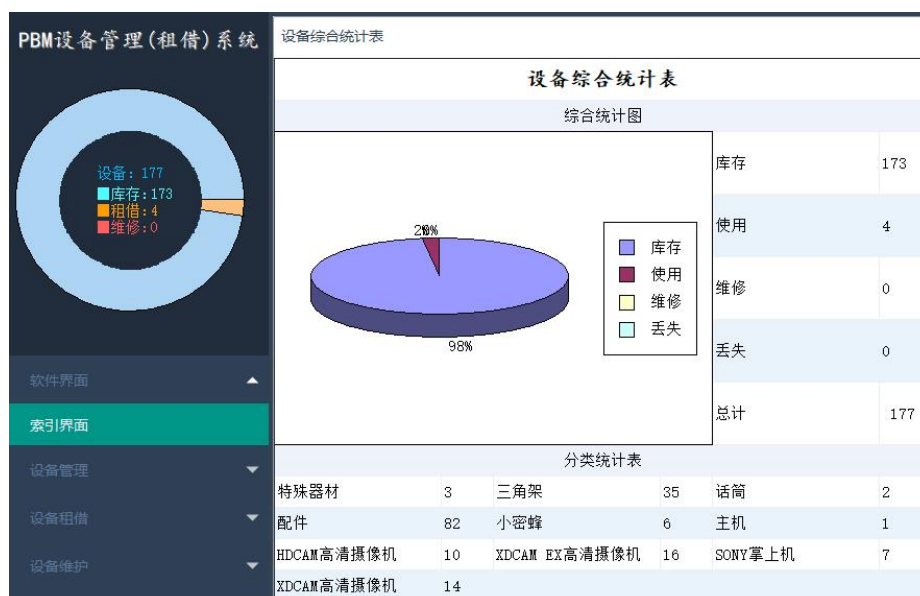 PBM设备管理(租借)系统
设备：177
库存:173
租借:4
维修:0
软件界面
索引界面
设备管理
设备租借
设备维护
设备综合统计表
设备综合统计表
综合统计图
98%
库存
使用
维修
丢失
库存 173
使用 4
维修 0
丢失 0
总计 177
分类统计表
特殊器材 3 三角架 35 话筒 2
配件 82 小密蜂 6 主机 1
HDCAM高清摄像机 10 XDCAM EX高清摄像机 16 SONY掌上机 7
XDCAM高清摄像机 14